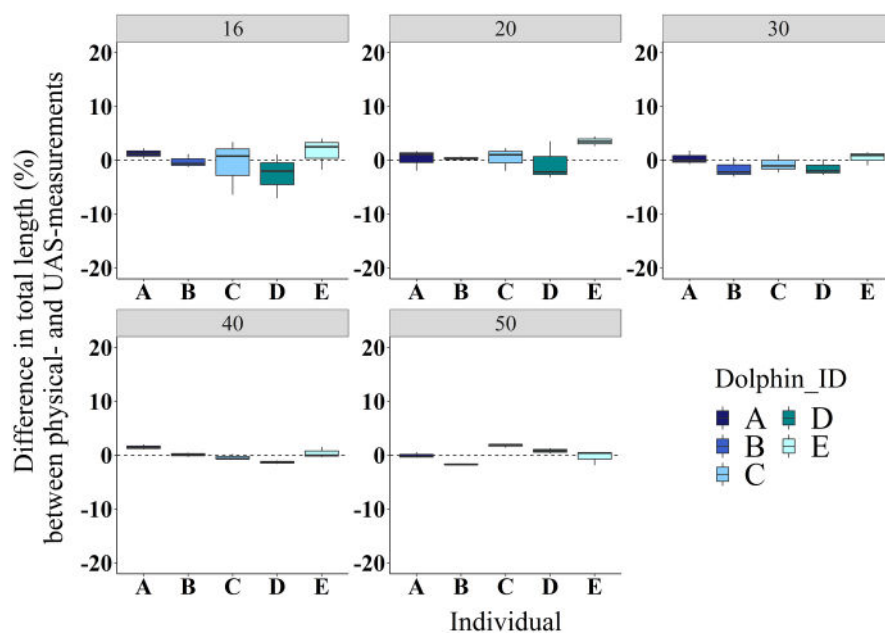 Difference in total length (%)
between physical- and UAS-measurements
16
20
10
0
-10
-20
A B C D E
20
20
10
0
-10
-20
A B C D E
30
20
10
0
-10
-20
A B C D E
40
20
10
0
-10
-20
A B C D E
50
20
10
0
-10
-20
A B C D E
Individual
Dolphin_ID
A D
B E
C